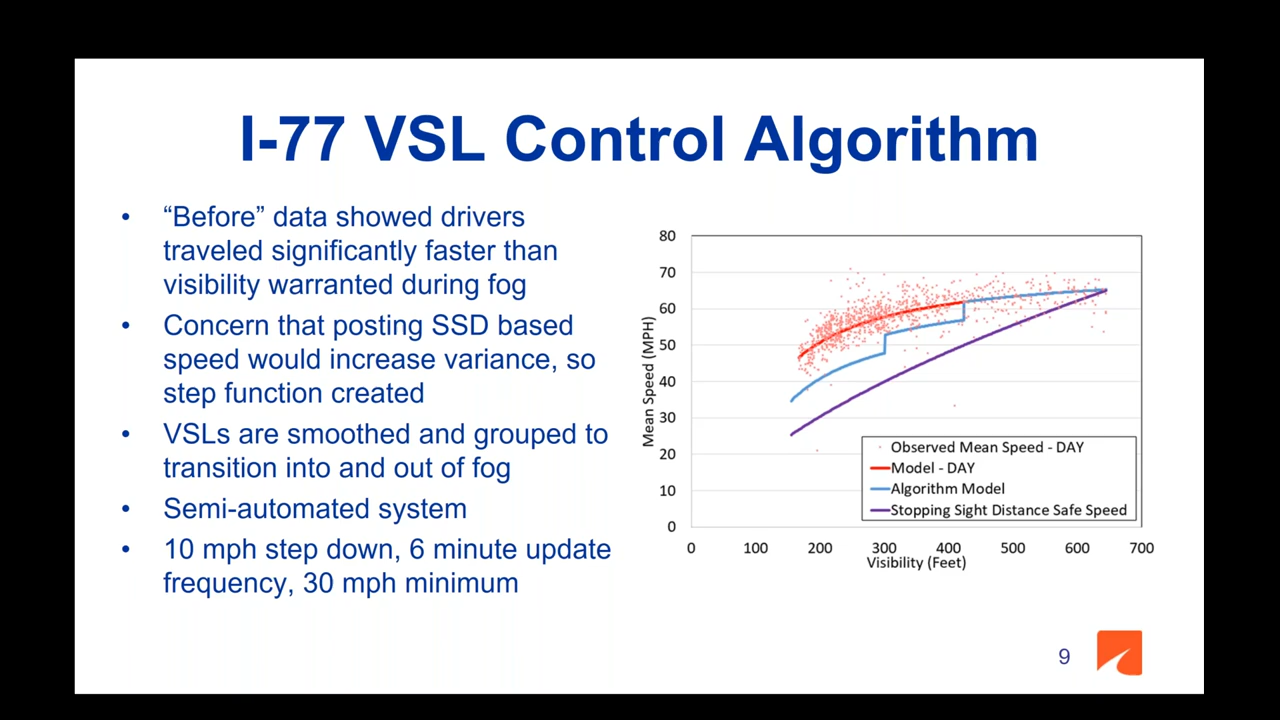 I-77 VSL Control Algorithm
• “Before” data showed drivers
traveled significantly faster than
visibility warranted during fog
• Concern that posting SSD based
speed would increase variance, so
step function created
• VSLs are smoothed and grouped to
transition into and out of fog
• Semi-automated system
• 10 mph step down, 6 minute update
frequency, 30 mph minimum
Mean Speed (MPH)
80
70
60
50
40
30
20
10
0
Observed Mean Speed - DAY
Model - DAY
Algorithm Model
Stopping Sight Distance Safe Speed
0 100 200 300 400 500 600 700
Visibility (Feet)
9